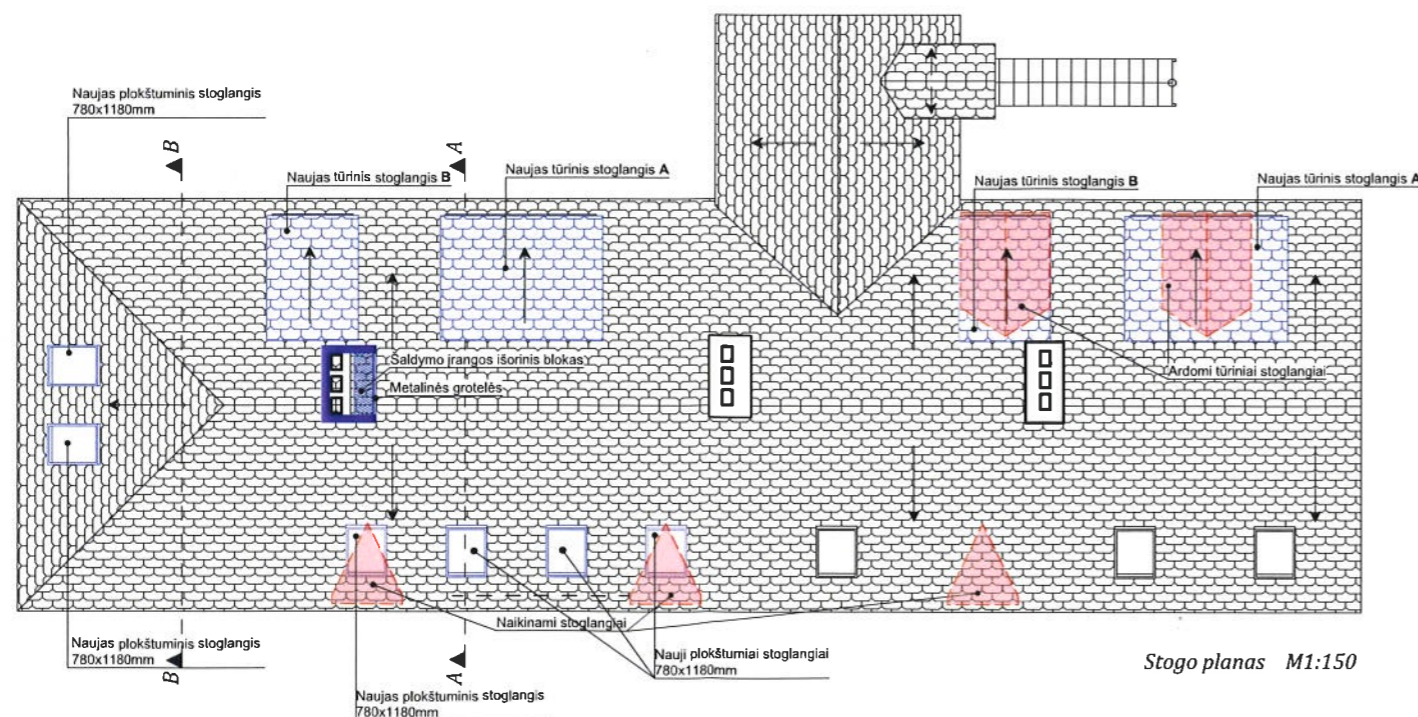 Naujas plokštuminis stoglangis
780x1180mm
B
A
Naujas tūrinis stoglangis B
Naujas tūrinis stoglangis A
Naujas tūrinis stoglangis B
Naujas tūrinis stoglangis A
Šaldymo įrangos išorinis blokas
Metalinės grotelės
Ardomi tūriniai stoglangiai
Naikinami stoglangiai
Naujas plokštuminis stoglangis
780x1180mm
B
A
Nauji plokštumiai stoglangiai
780x1180mm
Naujas plokštuminis stoglangis
780x1180mm
Stogo planas M1:150